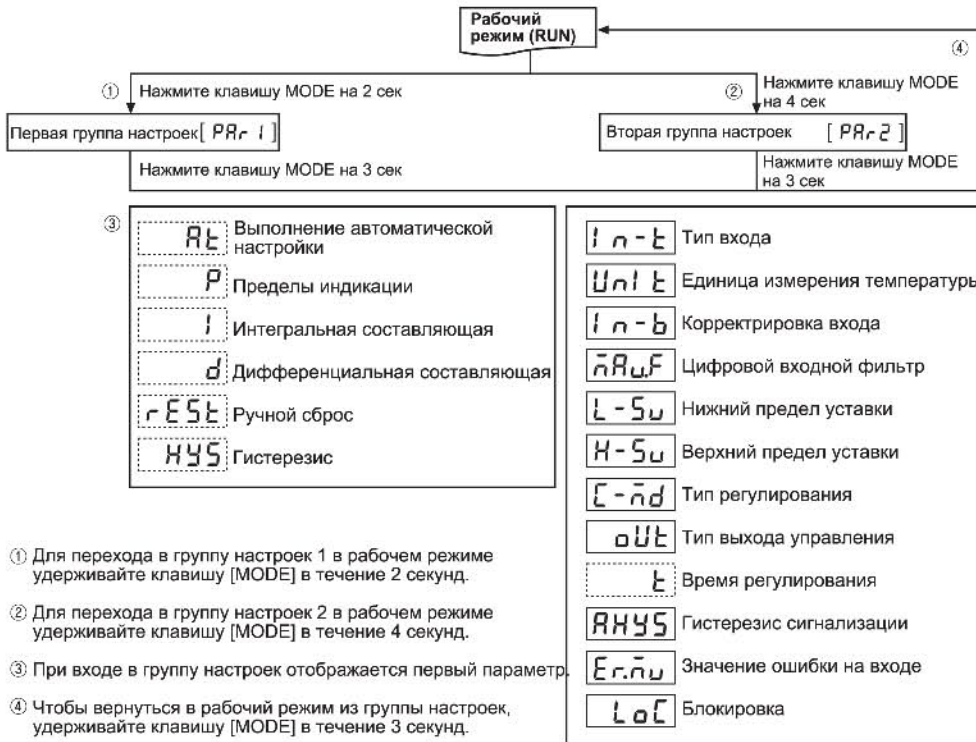 Рабочий
режим (RUN)
④
① Нажмите клавишу MODE на 2 сек
② Нажмите клавишу MODE
на 4 сек
Первая группа настроек [ PAr 1 ]
Вторая группа настроек [ PAr2 ]
Нажмите клавишу MODE на 3 сек
Нажмите клавишу MODE
на 3 сек
③
At Выполнение автоматической
настройки
P Пределы индикации
I Интегральная составляющая
d Дифференциальная составляющая
rESt Ручной сброс
HYS Гистерезис
In-t Тип входа
UnIt Единица измерения температуры
In-b Корректрировка входа
mAu.F Цифровой входной фильтр
L-Su Нижний предел уставки
H-Su Верхний предел уставки
C-md Тип регулирования
oUt Тип выхода управления
t Время регулирования
AHYS Гистерезис сигнализации
Er.mu Значение ошибки на входе
LoC Блокировка
① Для перехода в группу настроек 1 в рабочем режиме
удерживайте клавишу [MODE] в течение 2 секунд.
② Для перехода в группу настроек 2 в рабочем режиме
удерживайте клавишу [MODE] в течение 4 секунд.
③ При входе в группу настроек отображается первый параметр.
④ Чтобы вернуться в рабочий режим из группы настроек,
удерживайте клавишу [MODE] в течение 3 секунд.